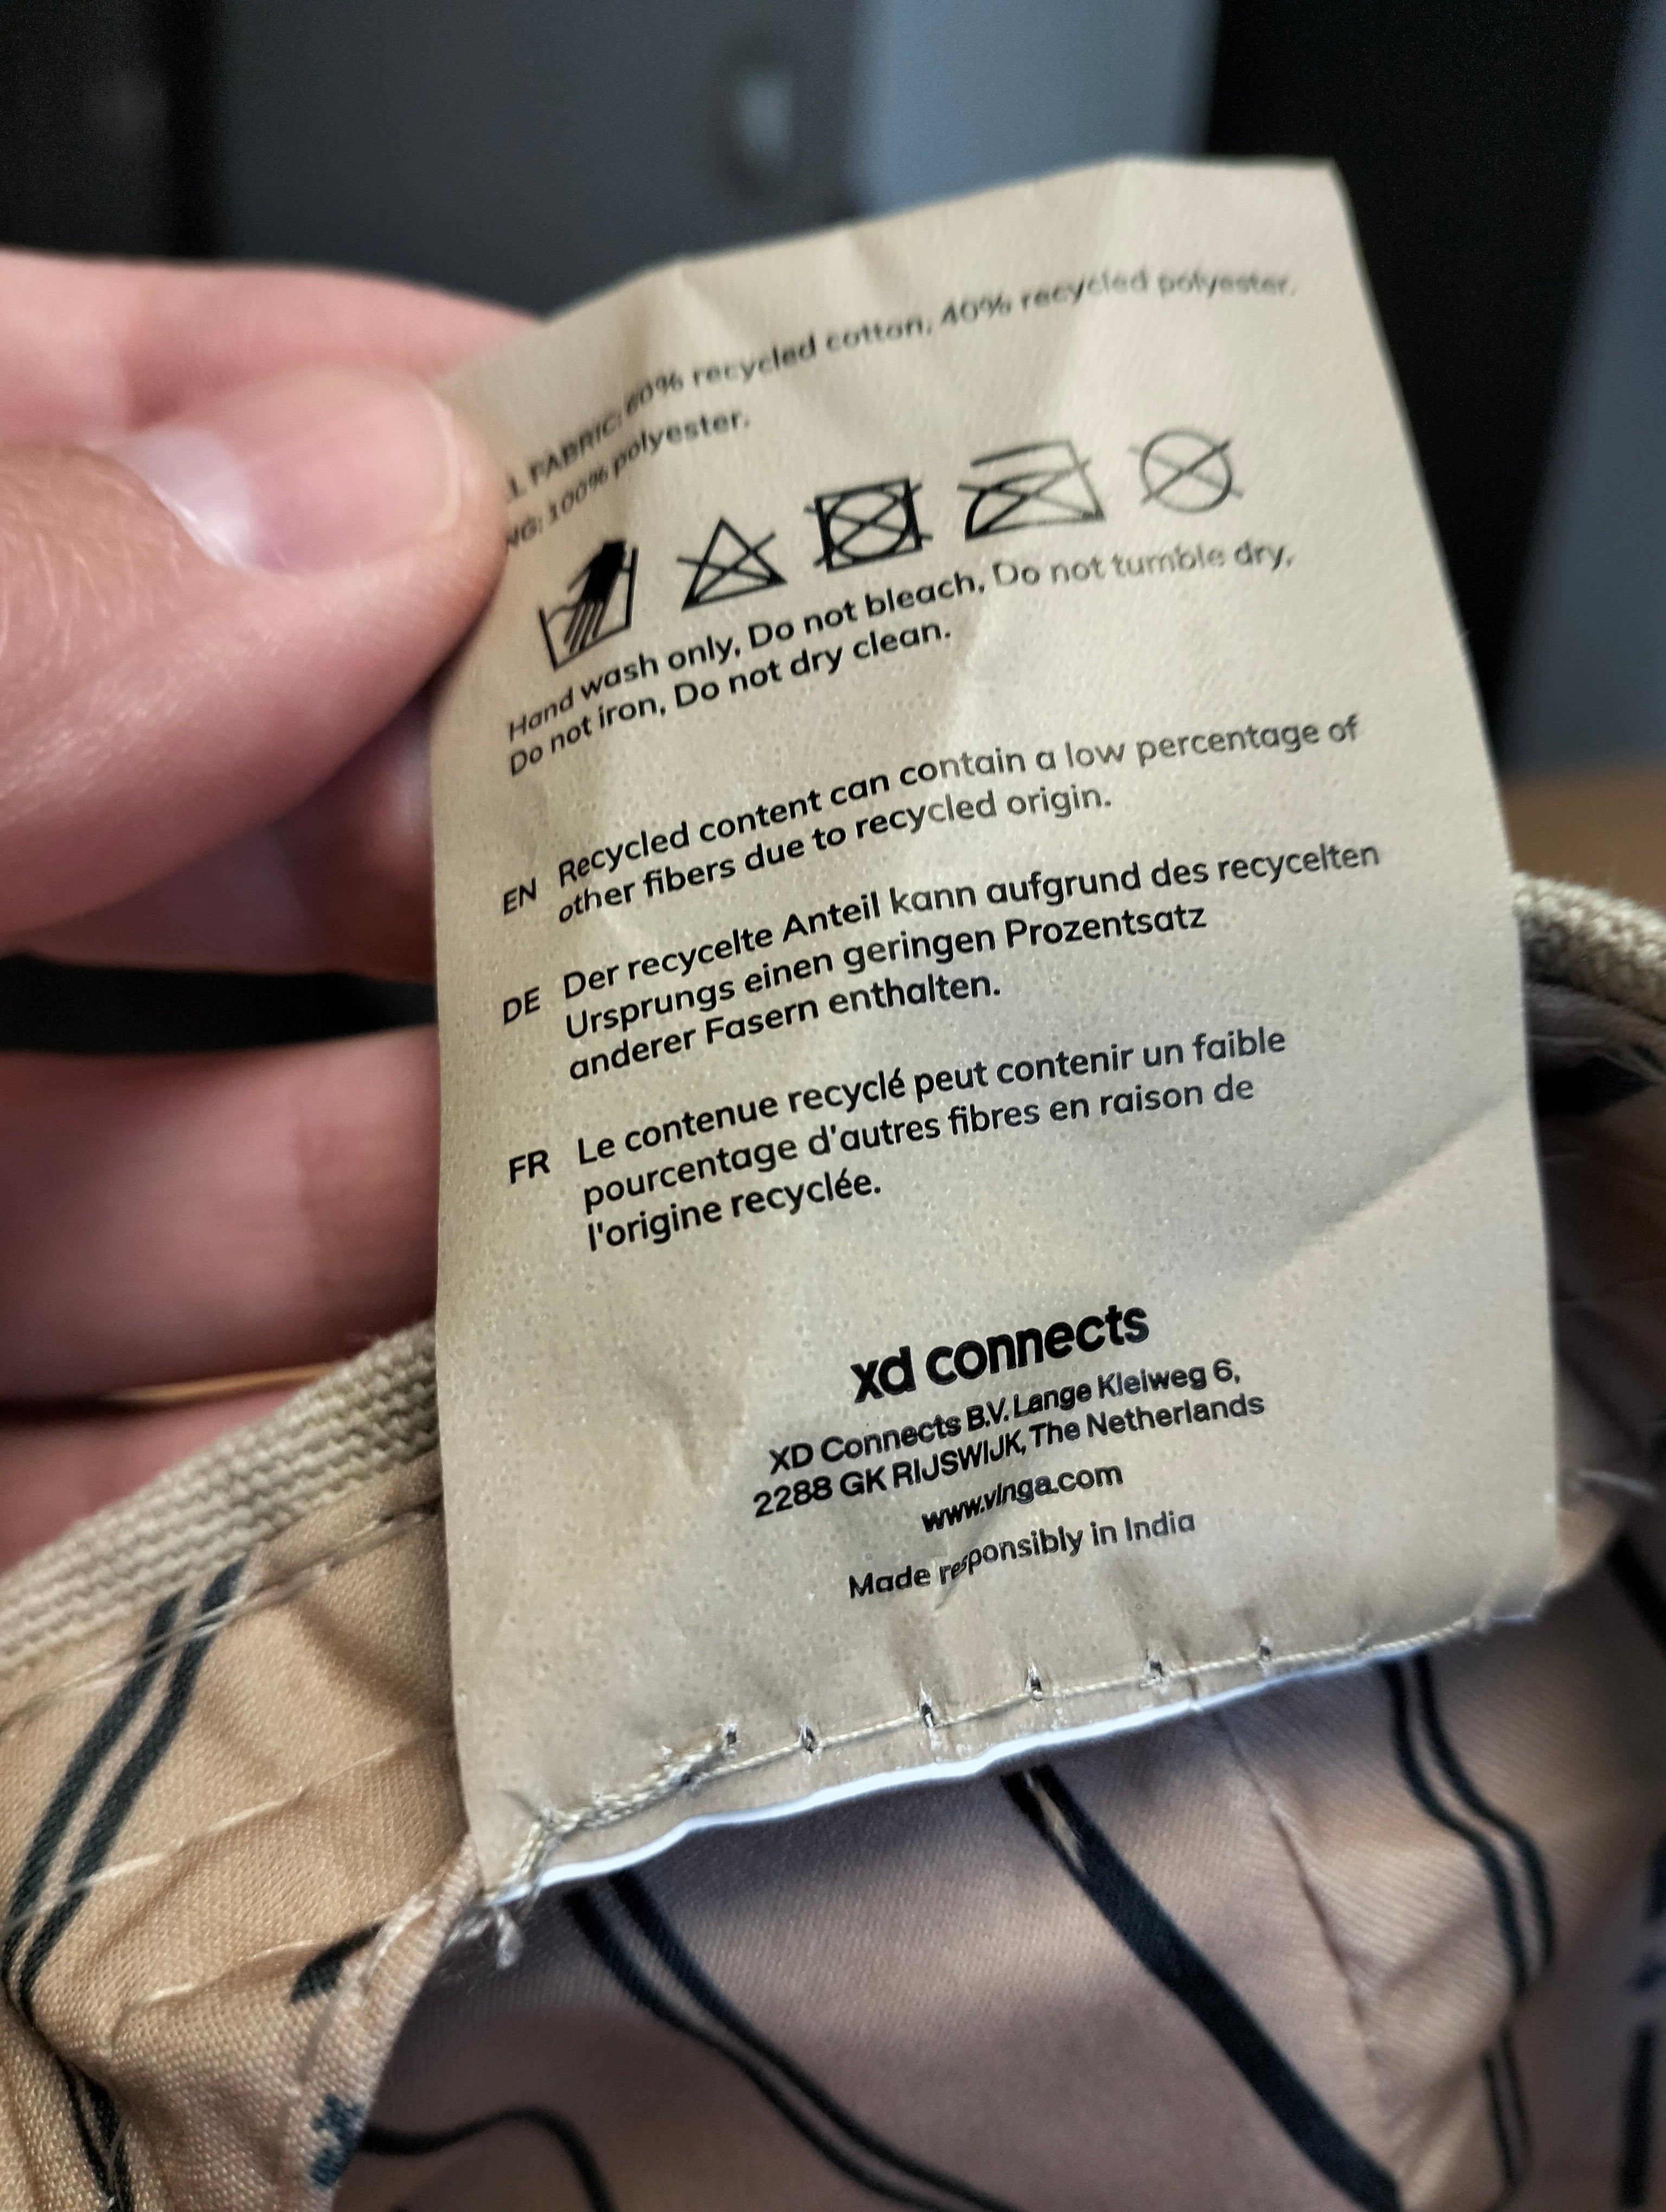 FABRIC: 60% recycled cotton, 40% recycled polyester.
100% polyester.
Hand wash only, Do not bleach, Do not tumble dry,
Do not iron, Do not dry clean.
EN Recycled content can contain a low percentage of
other fibers due to recycled origin.
DE Der recycelte Anteil kann aufgrund des recycelten
Ursprungs einen geringen Prozentsatz
anderer Fasern enthalten.
FR Le contenue recyclé peut contenir un faible
pourcentage d'autres fibres en raison de
l'origine recyclée.
xd connects
XD Connects B.V. Lange Kleiweg 6,
2288 GK RIJSWIJK, The Netherlands
www.vinga.com
Made responsibly in India